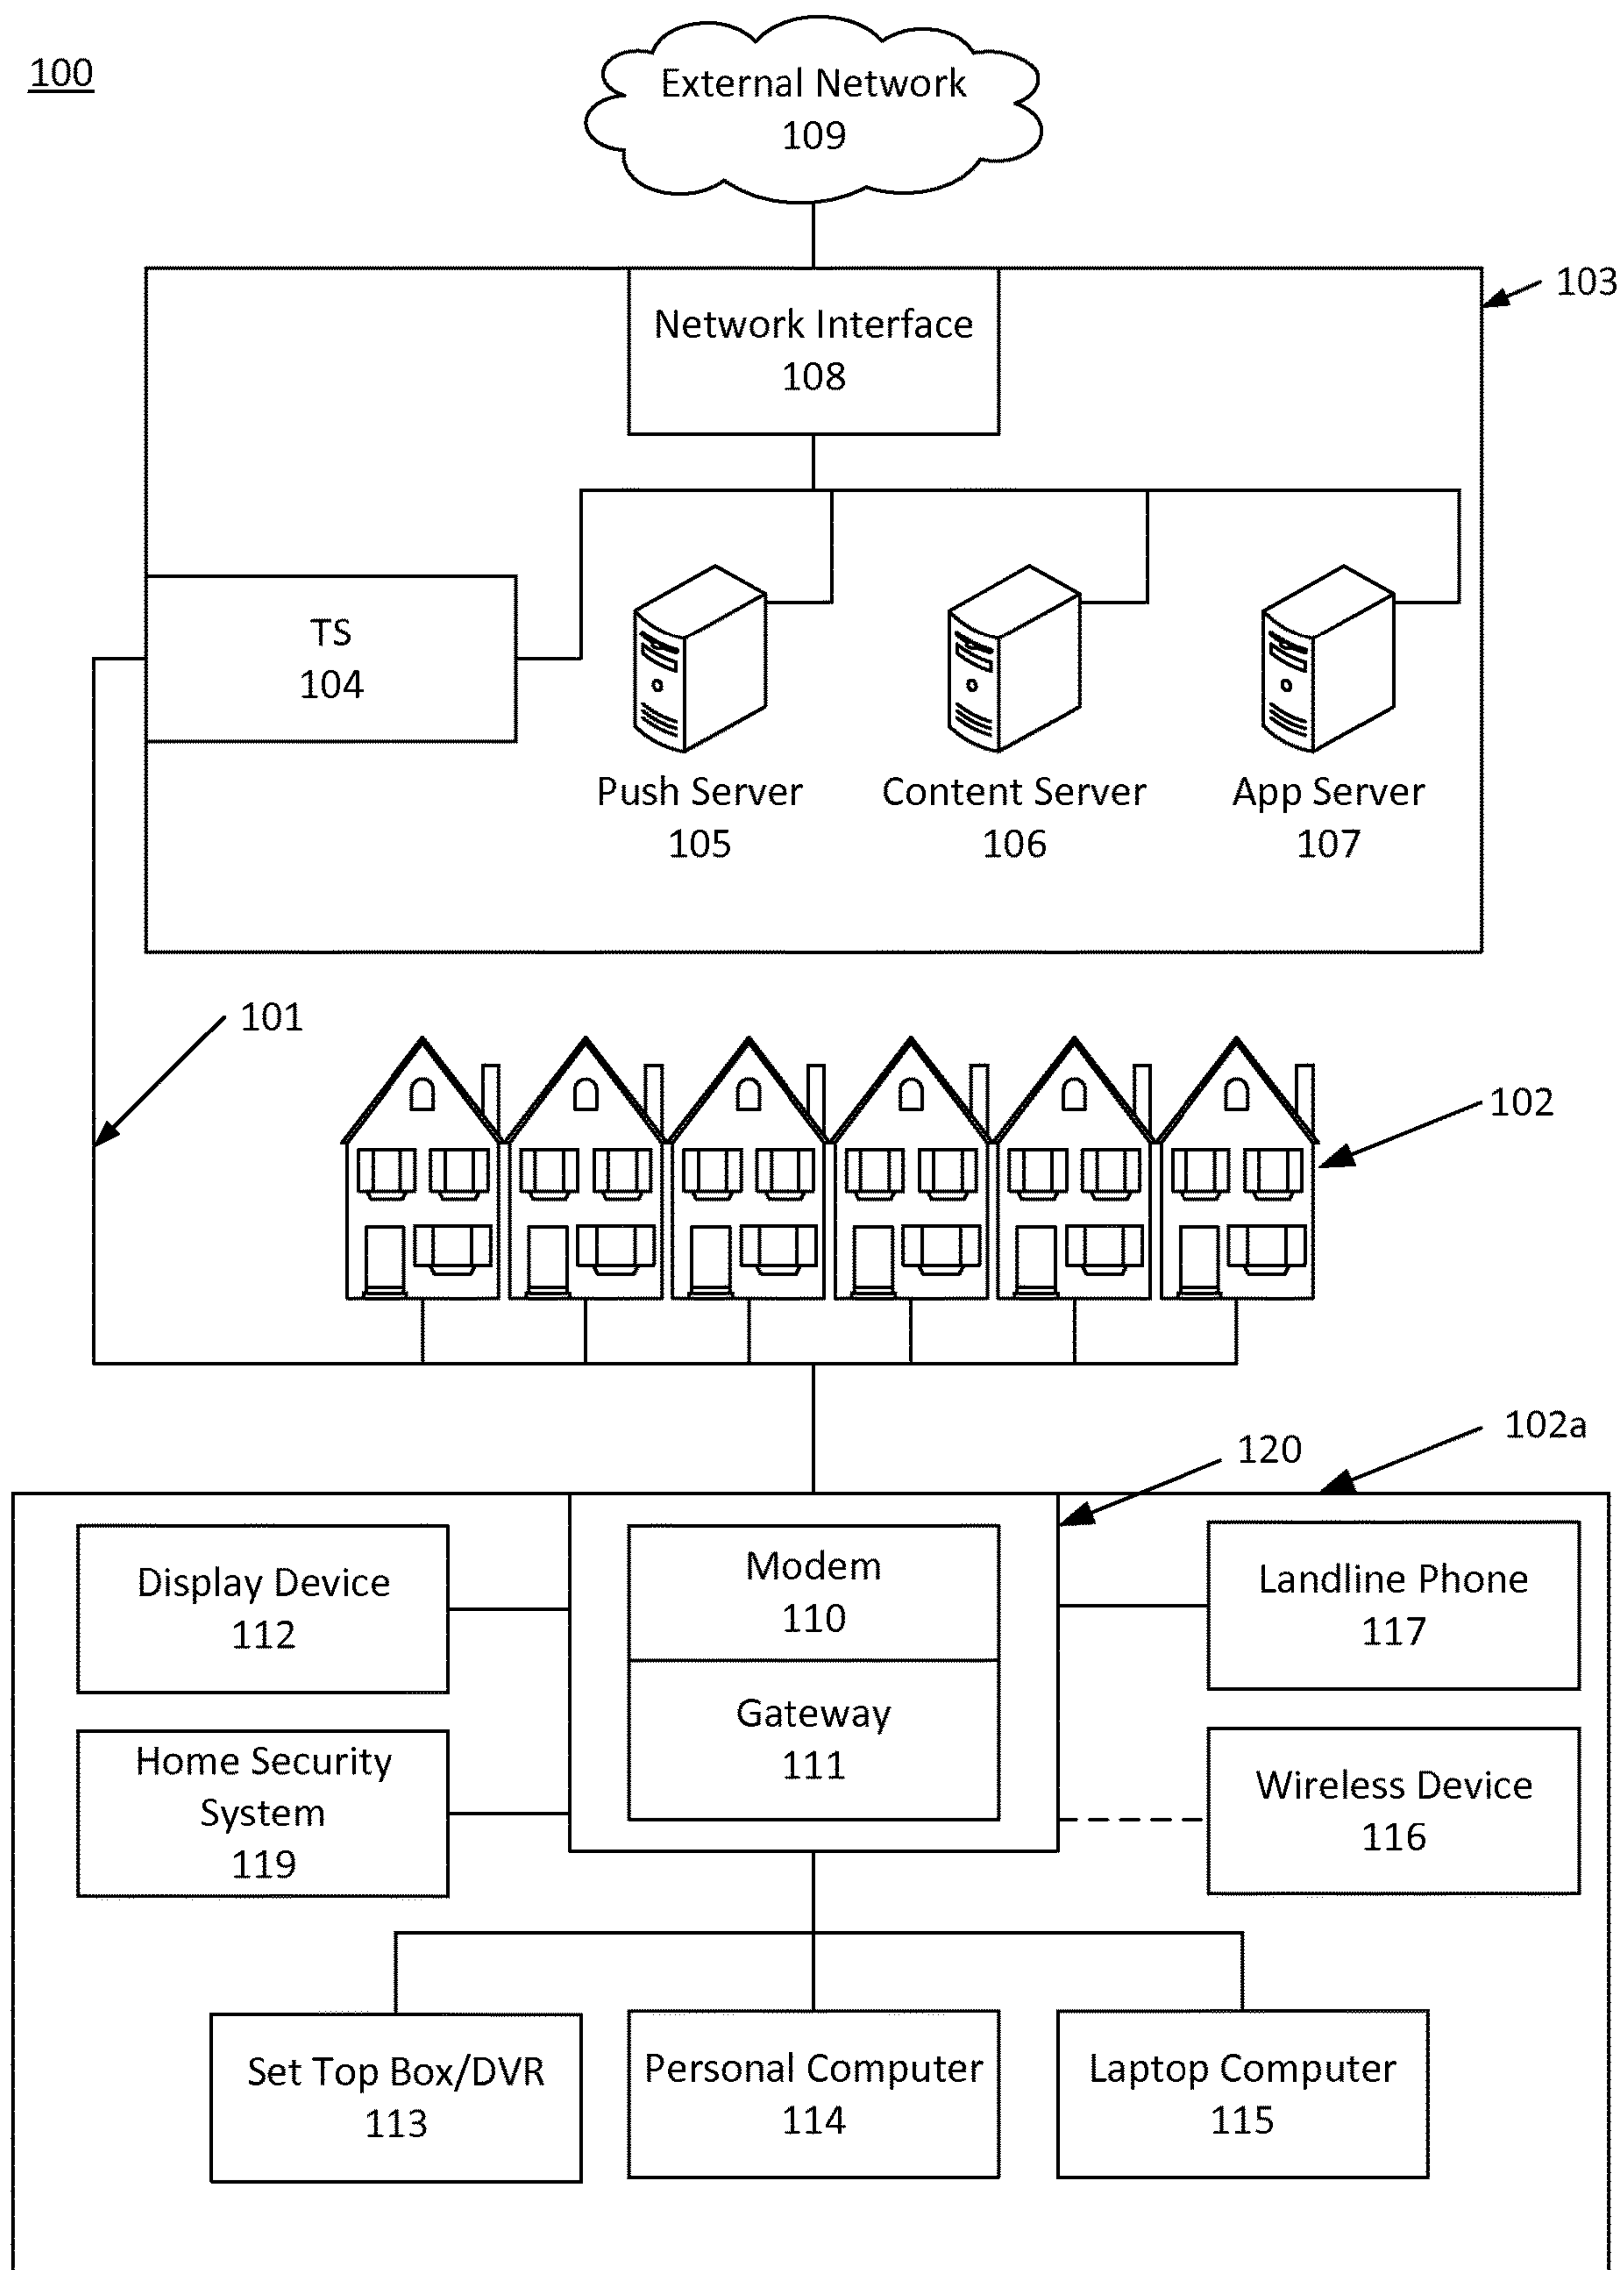 100
External Network
109
103
Network Interface
108
TS
104
Push Server
105
Content Server
106
App Server
107
101
102
102a
120
Display Device
112
Modem
110
Landline Phone
117
Gateway
111
Home Security
System
119
Wireless Device
116
Set Top Box/DVR
113
Personal Computer
114
Laptop Computer
115